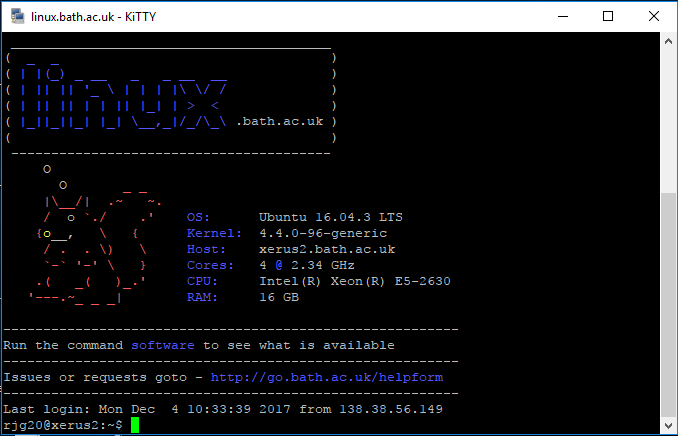 linux.bath.ac.uk - KiTTY
linux .bath.ac.uk
OS: Ubuntu 16.04.3 LTS
Kernel: 4.4.0-96-generic
Host: xerus2.bath.ac.uk
Cores: 4 @ 2.34 GHz
CPU: Intel(R) Xeon(R) E5-2630
RAM: 16 GB
Run the command software to see what is available
Issues or requests goto - http://go.bath.ac.uk/helpform
Last login: Mon Dec  4 10:33:39 2017 from 138.38.56.149
rjg20@xerus2:~$